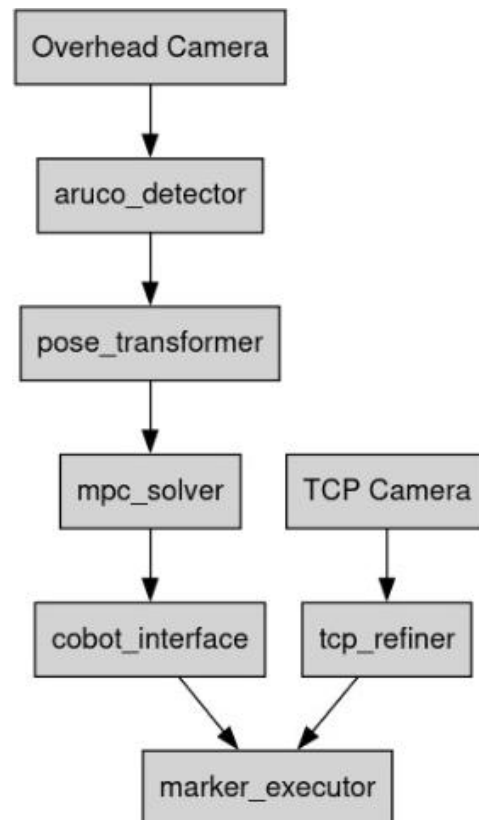 Overhead Camera
aruco_detector
pose_transformer
mpc_solver
TCP Camera
cobot_interface
tcp_refiner
marker_executor